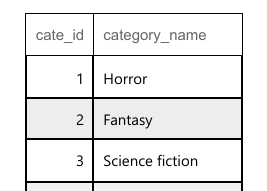 cate_id category_name
1 Horror
2 Fantasy
3 Science fiction